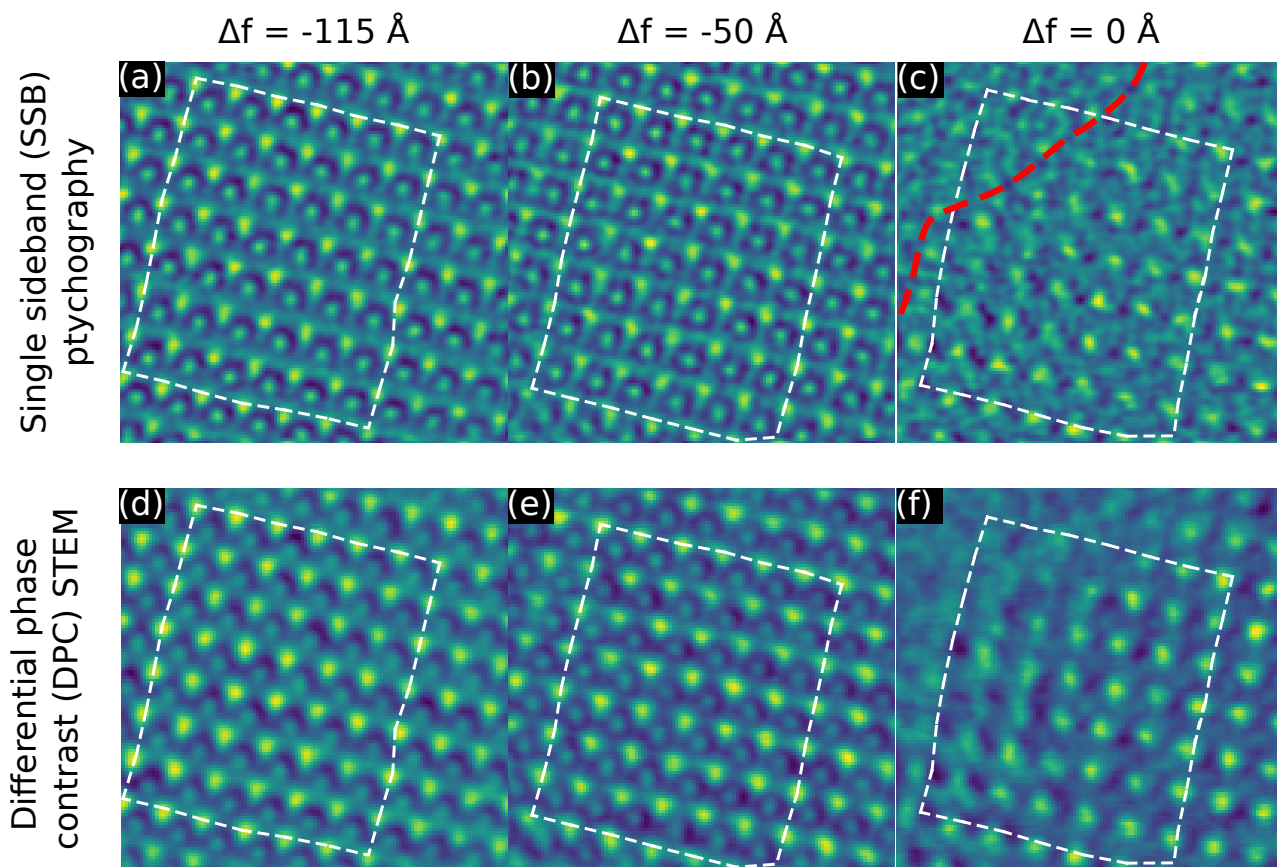 Δf = -115 Å
Δf = -50 Å
Δf = 0 Å
Single sideband (SSB)
ptychography
(a)
(b)
(c)
Differential phase
contrast (DPC) STEM
(d)
(e)
(f)